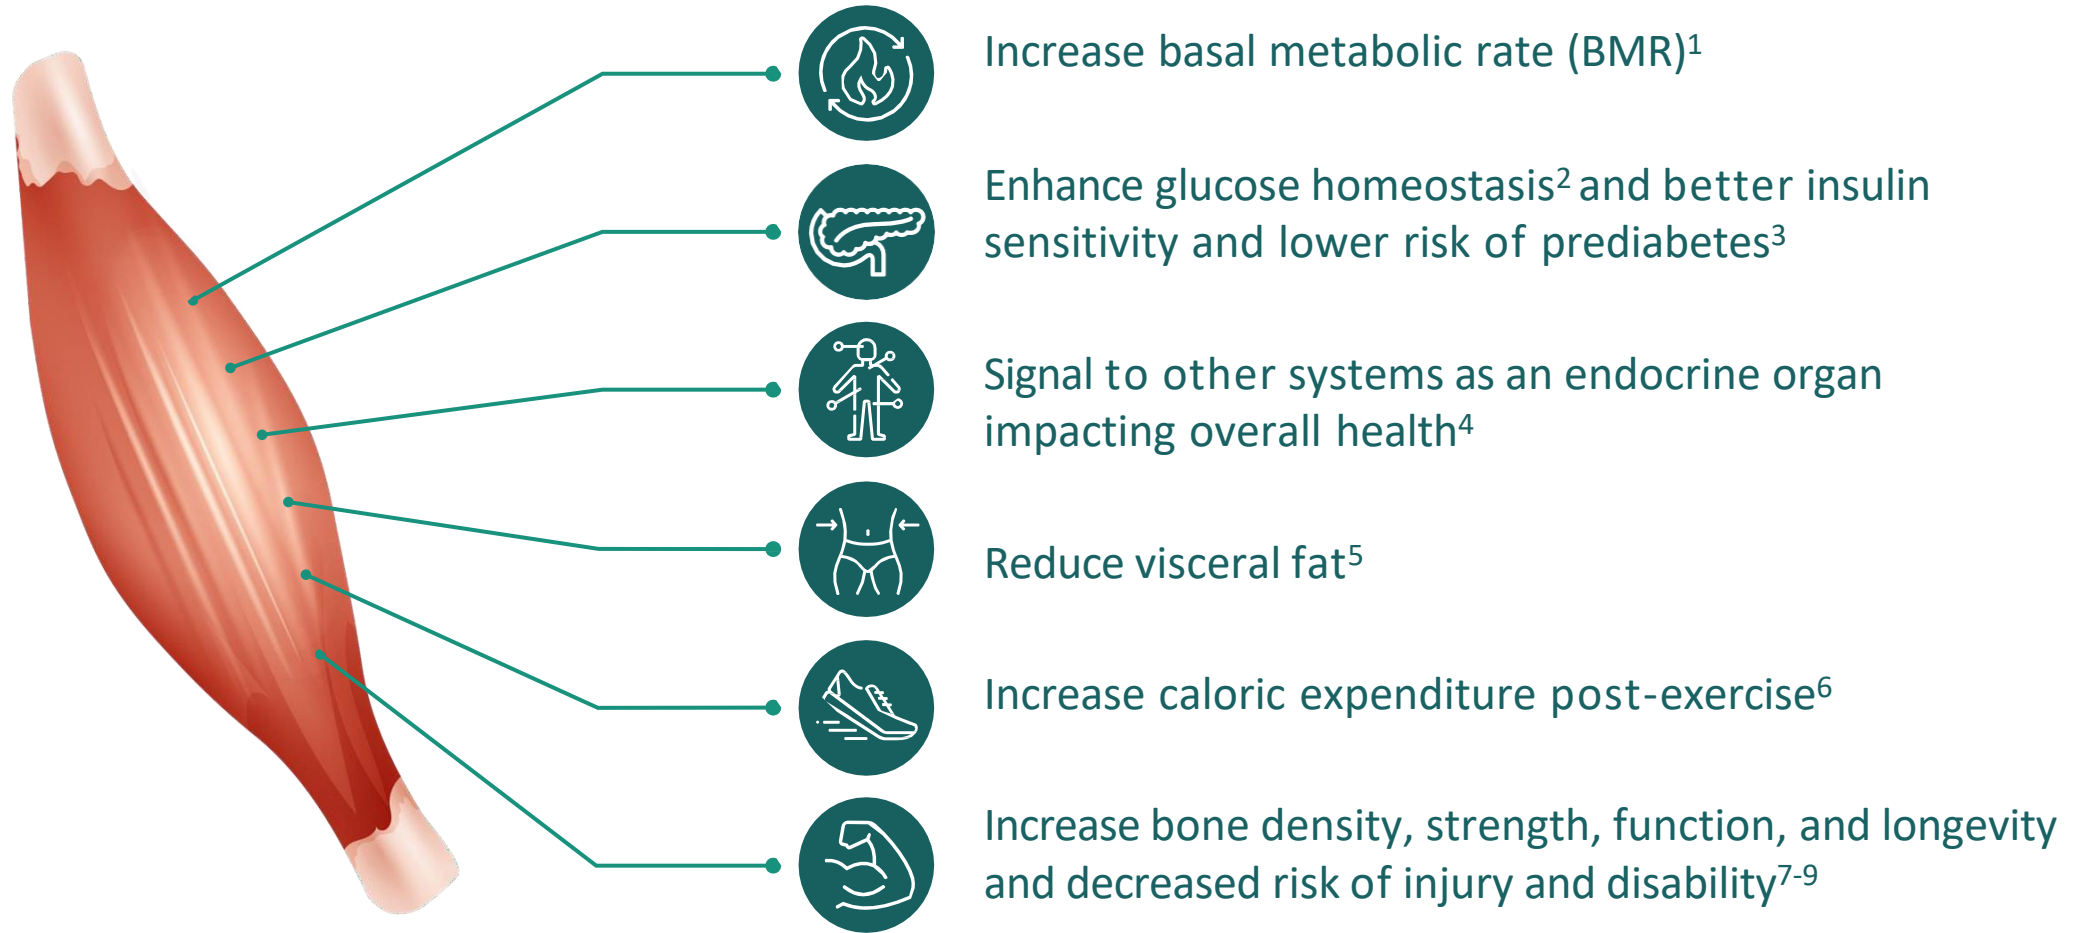 Increase basal metabolic rate (BMR)¹
Enhance glucose homeostasis² and better insulin
sensitivity and lower risk of prediabetes³
Signal to other systems as an endocrine organ
impacting overall health⁴
Reduce visceral fat⁵
Increase caloric expenditure post-exercise⁶
Increase bone density, strength, function, and longevity
and decreased risk of injury and disability⁷⁻⁹